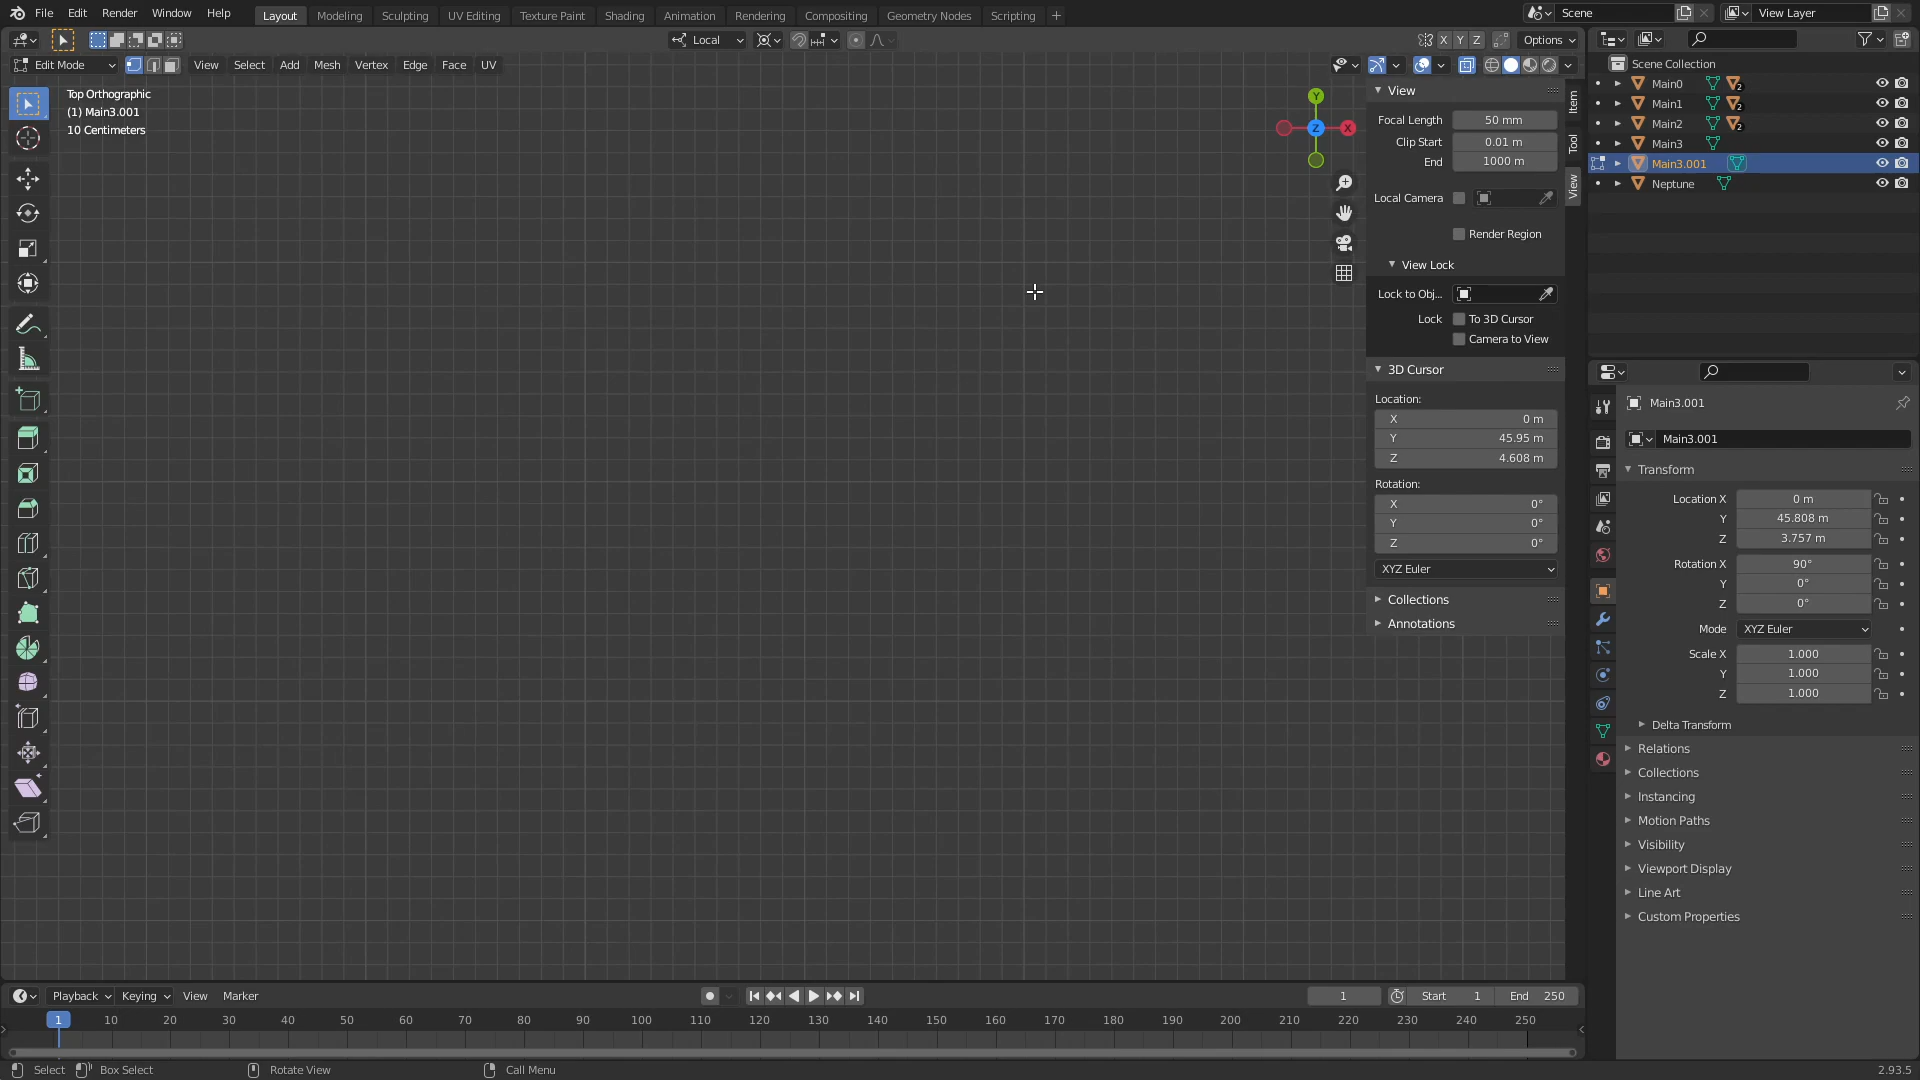 File Edit Render Window Help Layout Modeling Sculpting UV Editing Texture Paint Shading Animation Rendering Compositing Geometry Nodes Scripting + Scene View Layer
Local X Y Z Options
Edit Mode View Select Add Mesh Vertex Edge Face UV
Top Orthographic
(1) Main3.001
10 Centimeters
Y
Z
X
View
Focal Length 50 mm
Clip Start 0.01 m
End 1000 m
Local Camera
Render Region
View Lock
Lock to Obj...
Lock To 3D Cursor
Camera to View
3D Cursor
Location:
X 0 m
Y 45.95 m
Z 4.608 m
Rotation:
X 0°
Y 0°
Z 0°
XYZ Euler
Collections
Annotations
Item
Tool
View
Scene Collection
Main0 2
Main1 2
Main2 2
Main3
Main3.001
Neptune
Main3.001
Main3.001
Transform
Location X 0 m
Y 45.808 m
Z 3.757 m
Rotation X 90°
Y 0°
Z 0°
Mode XYZ Euler
Scale X 1.000
Y 1.000
Z 1.000
Delta Transform
Relations
Collections
Instancing
Motion Paths
Visibility
Viewport Display
Line Art
Custom Properties
Playback Keying View Marker 1 Start 1 End 250
1 10 20 30 40 50 60 70 80 90 100 110 120 130 140 150 160 170 180 190 200 210 220 230 240 250
Select Box Select Rotate View Call Menu 2.93.5